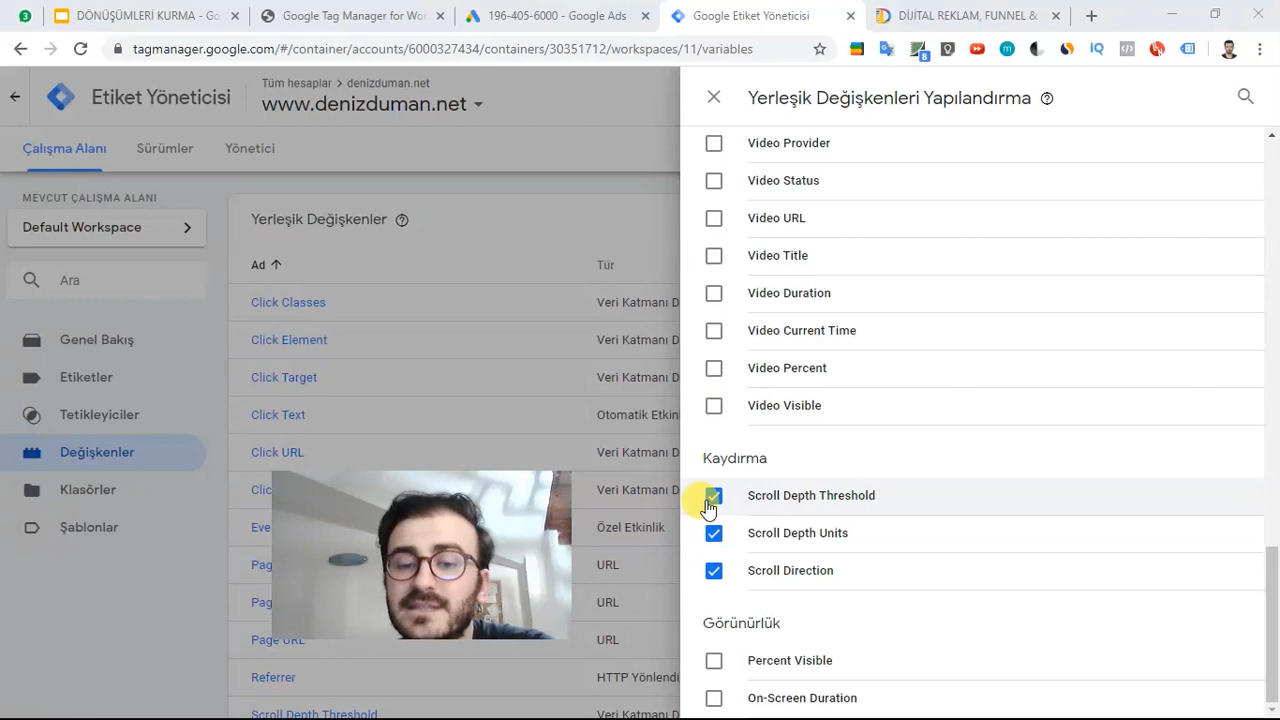 DÖNÜŞÜMLERİ KURMA - Go
Google Tag Manager for Wor
196-405-6000 - Google Ads
Google Etiket Yöneticisi
DİJİTAL REKLAM, FUNNEL &
tagmanager.google.com/#/container/accounts/6000327434/containers/30351712/workspaces/11/variables
Tüm hesaplar > denizduman.net
Etiket Yöneticisi
www.denizduman.net
Çalışma Alanı
Sürümler
Yönetici
MEVCUT ÇALIŞMA ALANI
Default Workspace
Ara
Genel Bakış
Etiketler
Tetikleyiciler
Değişkenler
Klasörler
Şablonlar
Yerleşik Değişkenler
Ad
Tür
Click Classes
Veri Katmanı D
Click Element
Veri Katmanı D
Click Target
Veri Katmanı D
Click Text
Otomatik Etkin
Click URL
Veri Katmanı D
Clic
Veri Katmanı D
Eve
Özel Etkinlik
Pag
URL
Pag
URL
Page URL
URL
Referrer
HTTP Yönlendi
Scroll Depth Threshold
Veri Katmanı D
Yerleşik Değişkenleri Yapılandırma
Video Provider
Video Status
Video URL
Video Title
Video Duration
Video Current Time
Video Percent
Video Visible
Kaydırma
Scroll Depth Threshold
Scroll Depth Units
Scroll Direction
Görünürlük
Percent Visible
On-Screen Duration